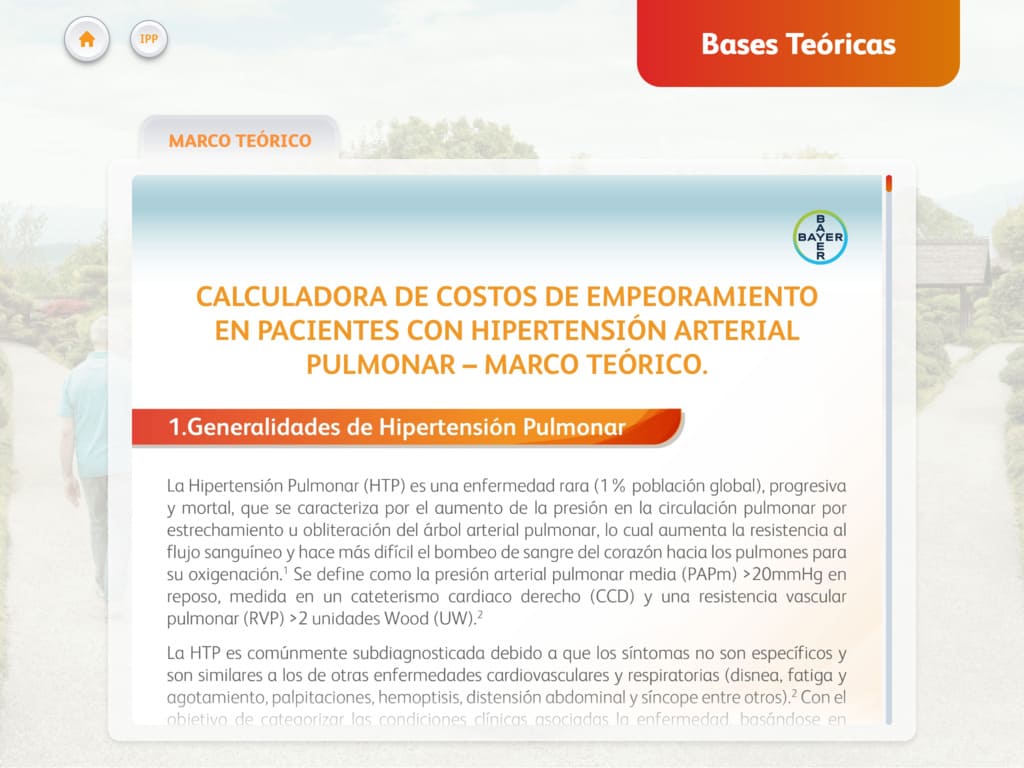 IPP
Bases Teóricas
MARCO TEÓRICO
BAYER
BAYER
CALCULADORA DE COSTOS DE EMPEORAMIENTO
EN PACIENTES CON HIPERTENSIÓN ARTERIAL
PULMONAR – MARCO TEÓRICO.
1.Generalidades de Hipertensión Pulmonar
La Hipertensión Pulmonar (HTP) es una enfermedad rara (1% población global), progresiva
y mortal, que se caracteriza por el aumento de la presión en la circulación pulmonar por
estrechamiento u obliteración del árbol arterial pulmonar, lo cual aumenta la resistencia al
flujo sanguíneo y hace más difícil el bombeo de sangre del corazón hacia los pulmones para
su oxigenación.¹ Se define como la presión arterial pulmonar media (PAPm) >20mmHg en
reposo, medida en un cateterismo cardiaco derecho (CCD) y una resistencia vascular
pulmonar (RVP) >2 unidades Wood (UW).²
La HTP es comúnmente subdiagnosticada debido a que los síntomas no son específicos y
son similares a los de otras enfermedades cardiovasculares y respiratorias (disnea, fatiga y
agotamiento, palpitaciones, hemoptisis, distensión abdominal y síncope entre otros).² Con el
objetivo de categorizar las condiciones clínicas asociadas la enfermedad, basándose en